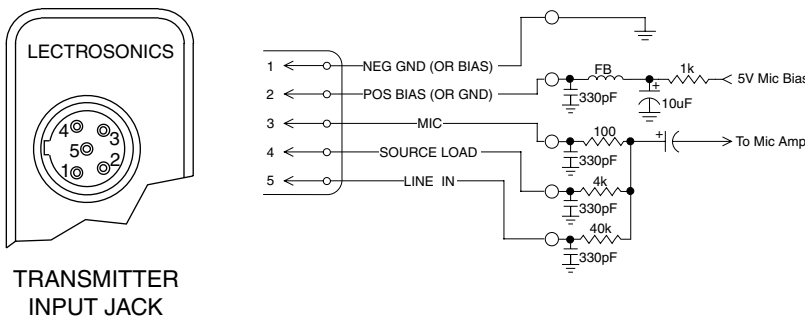 LECTROSONICS
4
3
5
1
2
TRANSMITTER
INPUT JACK
1 NEG GND (OR BIAS)
2 POS BIAS (OR GND) FB 1k 5V Mic Bias
330pF + 10uF
3 MIC 100 + To Mic Amp
330pF
4 SOURCE LOAD 4k
330pF
5 LINE IN 40k
330pF